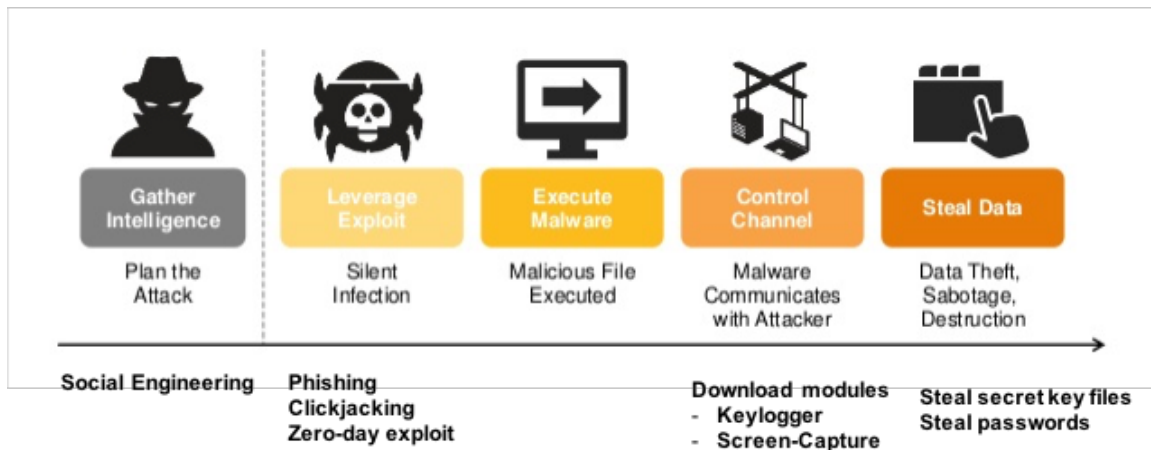 Gather
Intelligence
Leverage
Exploit
Execute
Malware
Control
Channel
Steal Data
Plan the
Attack
Silent
Infection
Malicious File
Executed
Malware
Communicates
with Attacker
Data Theft,
Sabotage,
Destruction
Social Engineering
Phishing
Clickjacking
Zero-day exploit
Download modules
- Keylogger
- Screen-Capture
Steal secret key files
Steal passwords